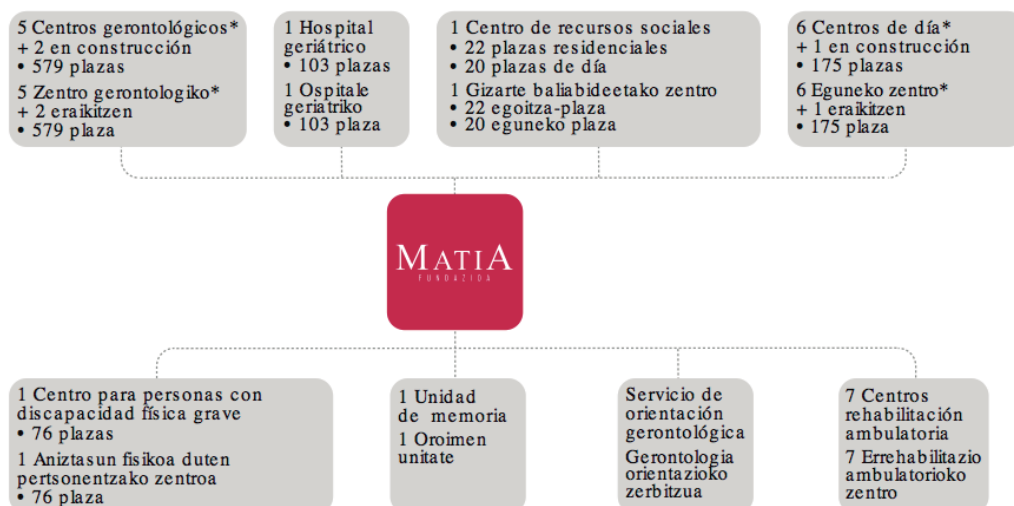 5 Centros gerontológicos*
+ 2 en construcción
• 579 plazas
5 Zentro gerontologiko*
+ 2 eraikitzen
• 579 plaza
1 Hospital
geriátrico
• 103 plazas
1 Ospitale
geriatriko
• 103 plaza
1 Centro de recursos sociales
• 22 plazas residenciales
• 20 plazas de día
1 Gizarte baliabideetako zentro
• 22 egoitza-plaza
• 20 eguneko plaza
6 Centros de día*
+ 1 en construcción
• 175 plazas
6 Eguneko zentro*
+ 1 eraikitzen
• 175 plaza
MATIA
FUNDAZIOA
1 Centro para personas con
discapacidad física grave
• 76 plazas
1 Aniztasun fisikoa duten
pertsonentzako zentroa
• 76 plaza
1 Unidad
de memoria
1 Oroimen
unitate
Servicio de
orientación
gerontológica
Gerontologia
orientazioko
zerbitzua
7 Centros
rehabilitación
ambulatoria
7 Errehabilitazio
ambulatorioko
zentro